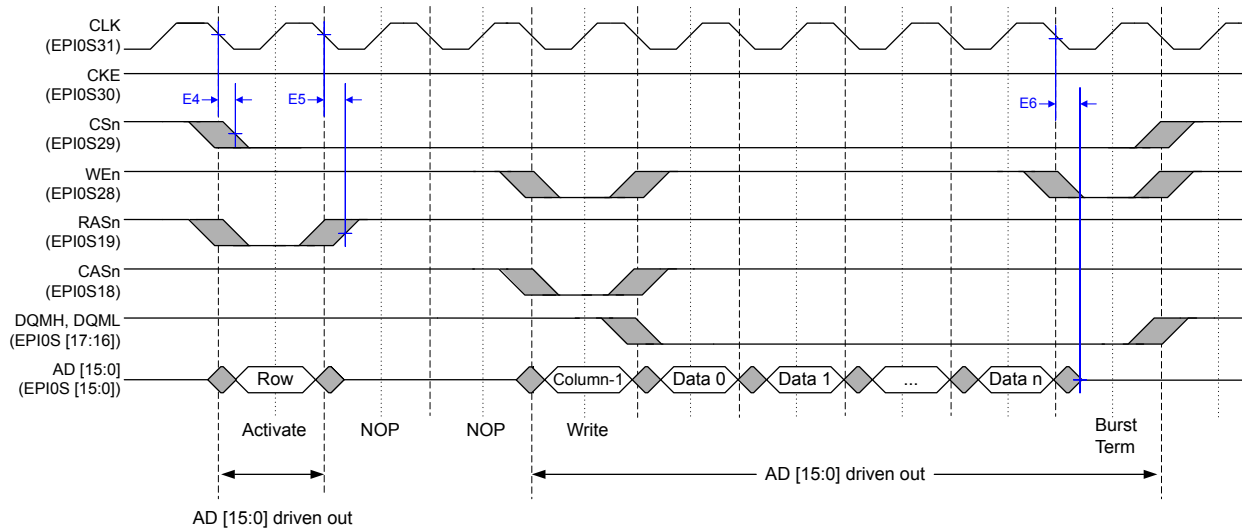 CLK
(EPI0S31)
CKE
(EPI0S30)
E4
E5
E6
CSn
(EPI0S29)
WEn
(EPI0S28)
RASn
(EPI0S19)
CASn
(EPI0S18)
DQMH, DQML
(EPI0S [17:16])
AD [15:0]
(EPI0S [15:0])
Row
Column-1
Data 0
Data 1
...
Data n
Activate
NOP
NOP
Write
Burst
Term
AD [15:0] driven out
AD [15:0] driven out